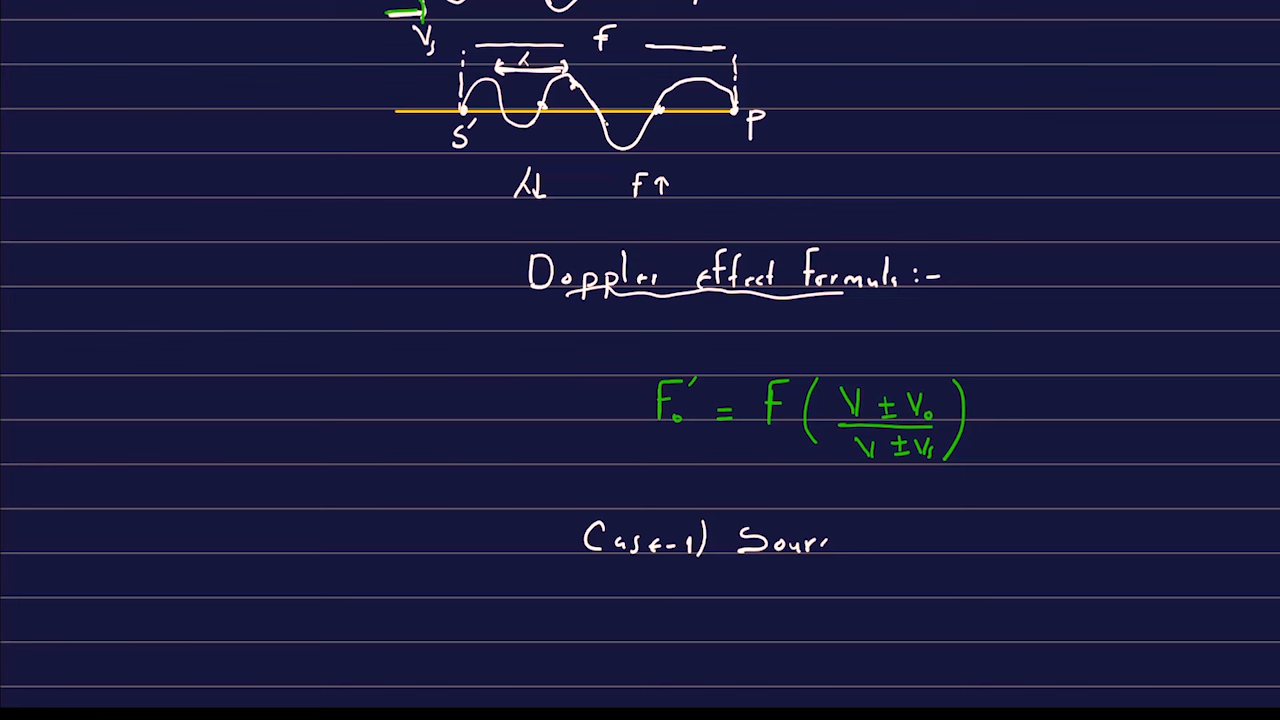 Vs
f
λ
S′ P
λ↓ F↑
Doppler effect formula :-
F₀′ = F ( V ± V₀ / V ± Vs )
Case-1) Sour